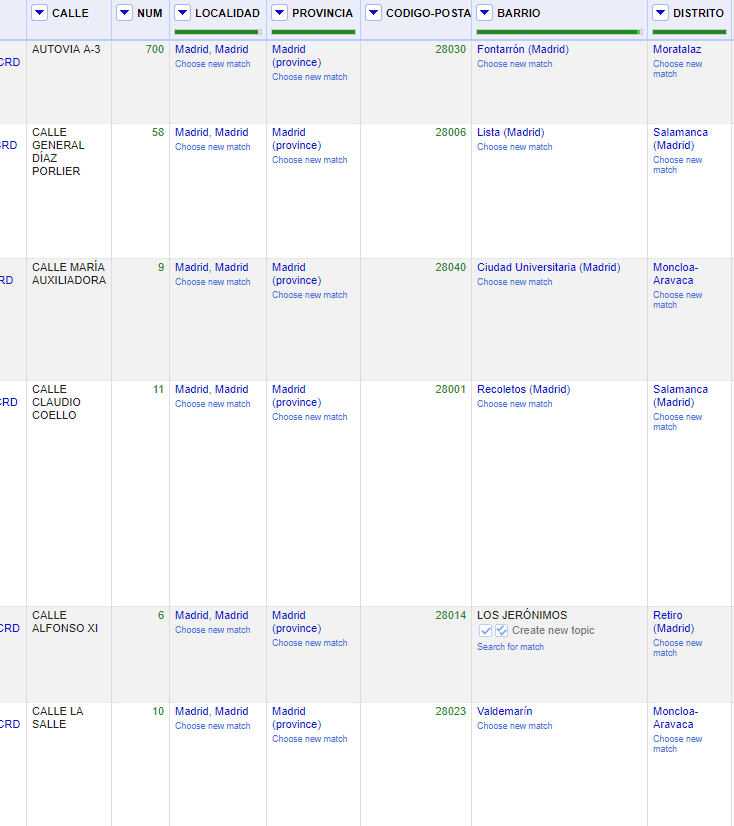 CALLE NUM LOCALIDAD PROVINCIA CODIGO-POSTA BARRIO DISTRITO
CRD AUTOVIA A-3 700 Madrid, Madrid Madrid 28030 Fontarrón (Madrid) Moratalaz
Choose new match (province) Choose new match Choose new
Choose new match match
RD CALLE 58 Madrid, Madrid Madrid 28006 Lista (Madrid) Salamanca
GENERAL Choose new match (province) Choose new match (Madrid)
DÍAZ Choose new match Choose new
PORLIER match
RD CALLE MARÍA 9 Madrid, Madrid Madrid 28040 Ciudad Universitaria (Madrid) Moncloa-
AUXILIADORA Choose new match (province) Choose new match Aravaca
Choose new match Choose new
match
CRD CALLE 11 Madrid, Madrid Madrid 28001 Recoletos (Madrid) Salamanca
CLAUDIO Choose new match (province) Choose new match (Madrid)
COELLO Choose new match Choose new
match
CRD CALLE 6 Madrid, Madrid Madrid 28014 LOS JERÓNIMOS Retiro
ALFONSO XI Choose new match (province) Create new topic (Madrid)
Choose new match Search for match Choose new
match
CRD CALLE LA 10 Madrid, Madrid Madrid 28023 Valdemarín Moncloa-
SALLE Choose new match (province) Choose new match Aravaca
Choose new match Choose new
match